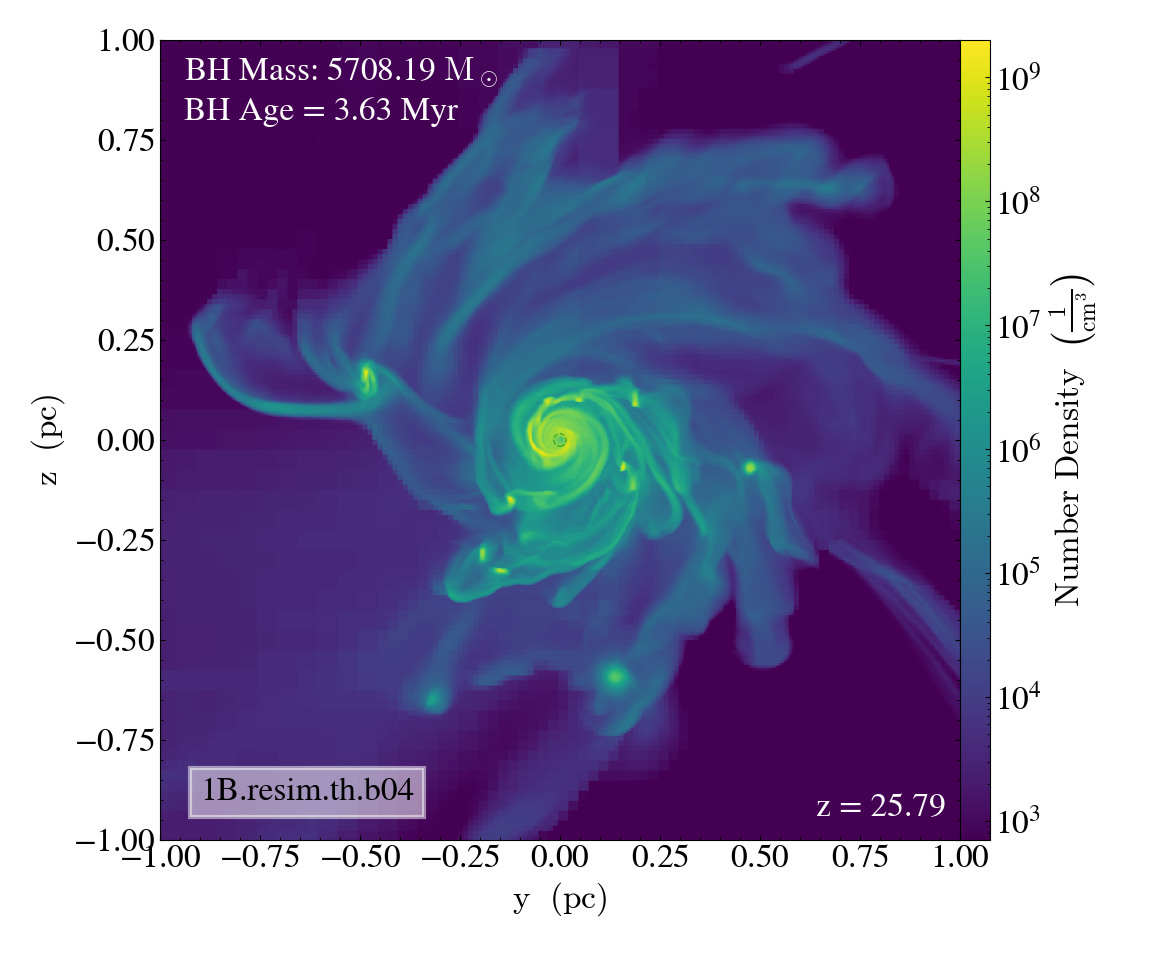 BH Mass: 5708.19 M☉
BH Age = 3.63 Myr
1B.resim.th.b04
z = 25.79
1.00
0.75
0.50
0.25
0.00
−0.25
−0.50
−0.75
−1.00
z (pc)
−1.00 −0.75 −0.50 −0.25 0.00 0.25 0.50 0.75 1.00
y (pc)
10⁹
10⁸
10⁷
10⁶
10⁵
10⁴
10³
Number Density (1/cm³)